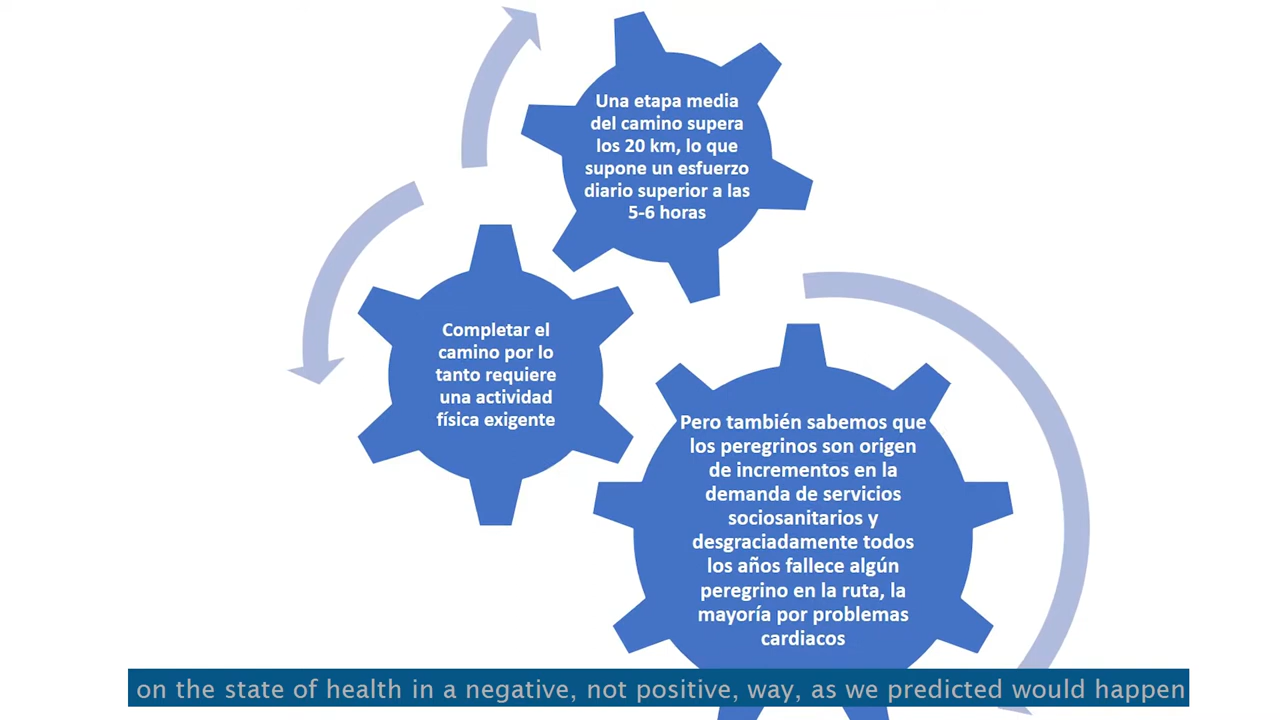 Una etapa media
del camino supera
los 20 km, lo que
supone un esfuerzo
diario superior a las
5-6 horas
Completar el
camino por lo
tanto requiere
una actividad
física exigente
Pero también sabemos que
los peregrinos son origen
de incrementos en la
demanda de servicios
sociosanitarios y
desgraciadamente todos
los años fallece algún
peregrino en la ruta, la
mayoría por problemas
cardiacos
on the state of health in a negative, not positive, way, as we predicted would happen